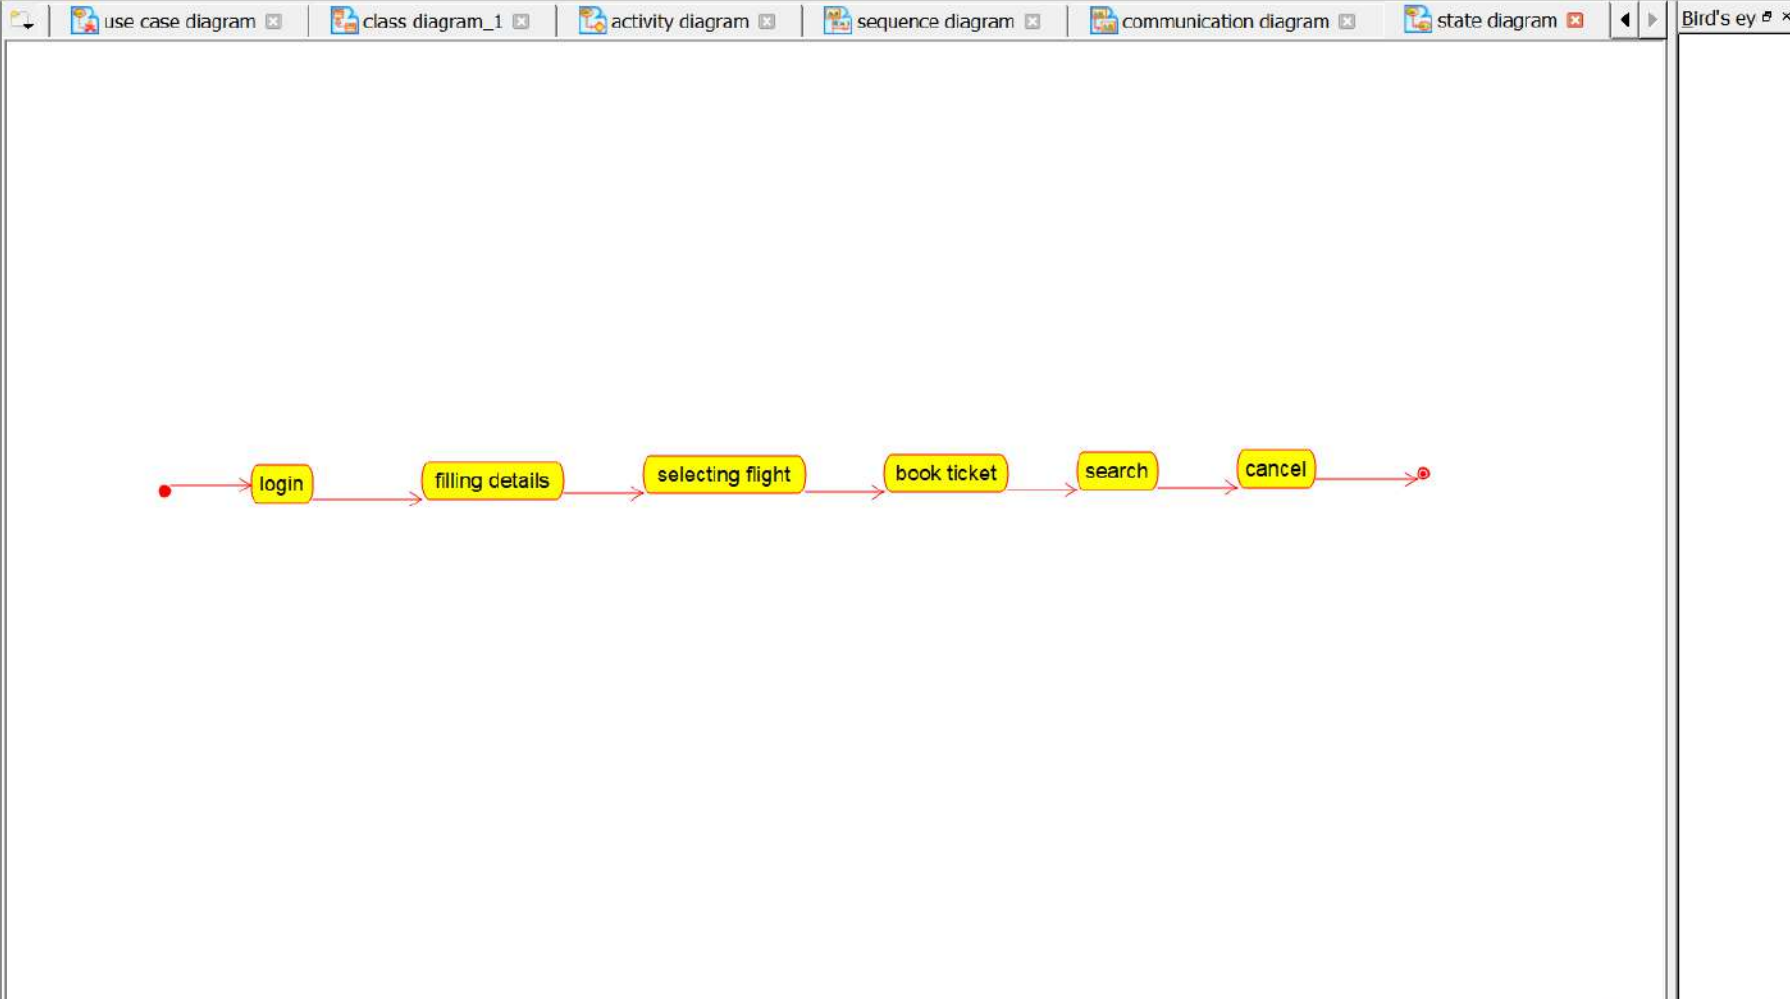 use case diagram
class diagram_1
activity diagram
sequence diagram
communication diagram
state diagram
Bird's ey
login
filling details
selecting flight
book ticket
search
cancel